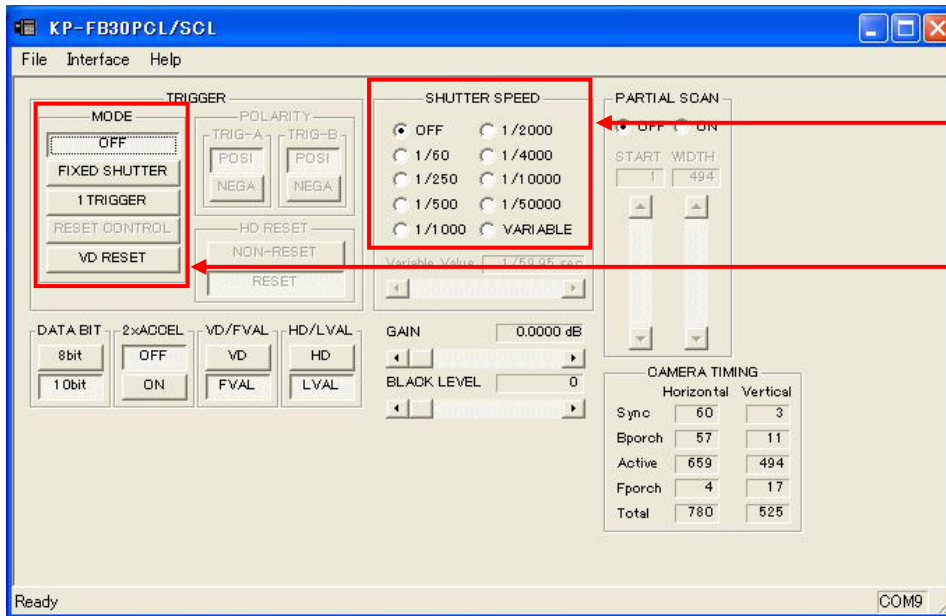 KP-FB30PCL/SCL
File Interface Help
TRIGGER
MODE
OFF
FIXED SHUTTER
1 TRIGGER
RESET CONTROL
VD RESET
POLARITY
TRIG-A TRIG-B
POSI POSI
NEGA NEGA
HD RESET
NON-RESET
RESET
SHUTTER SPEED
OFF 1/2000
1/60 1/4000
1/250 1/10000
1/500 1/50000
1/1000 VARIABLE
Variable Value 1/59.95 sec
PARTIAL SCAN
OFF ON
START WIDTH
1 494
DATA BIT
8bit
10bit
2xACCEL
OFF
ON
VD/FVAL
VD
FVAL
HD/LVAL
HD
LVAL
GAIN 0.0000 dB
BLACK LEVEL 0
CAMERA TIMING
Horizontal Vertical
Sync 60 3
Bporch 57 11
Active 659 494
Fporch 4 17
Total 780 525
Ready COM9